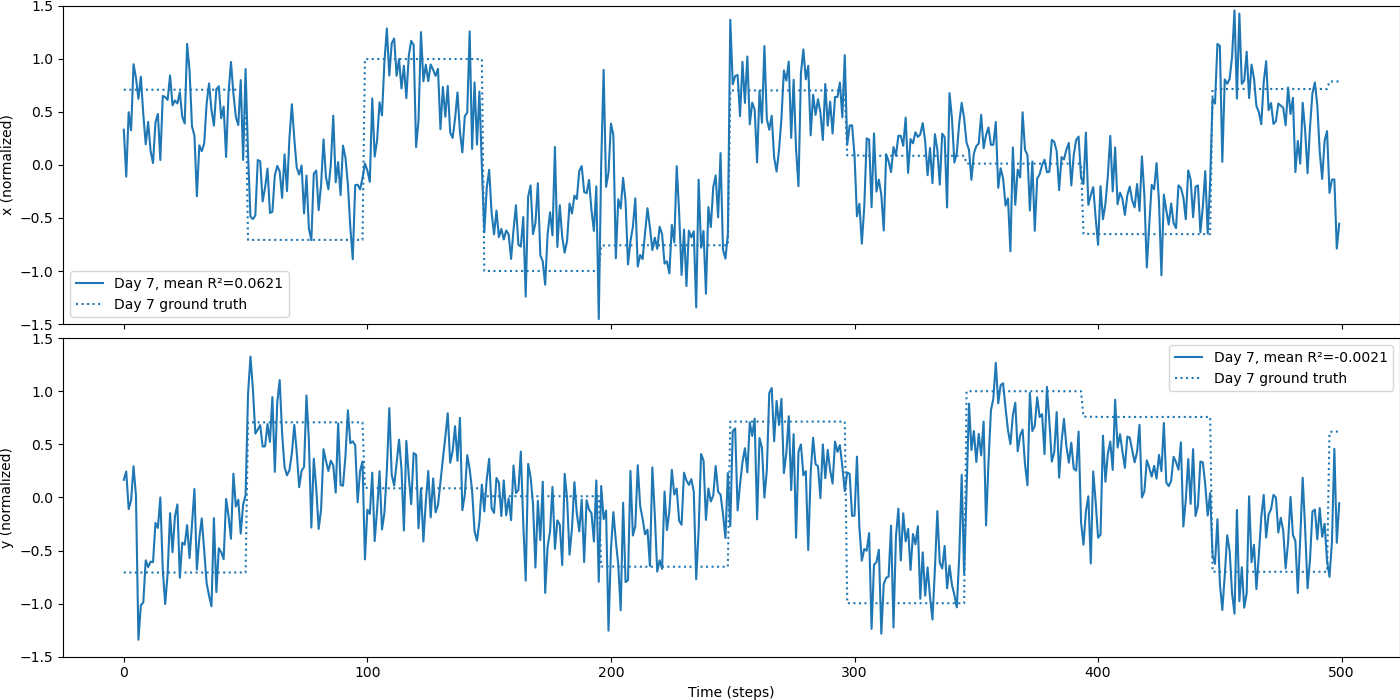 1.5
1.0
0.5
0.0
−0.5
−1.0
−1.5
x (normalized)
Day 7, mean R²=0.0621
Day 7 ground truth
1.5
1.0
0.5
0.0
−0.5
−1.0
−1.5
y (normalized)
Day 7, mean R²=-0.0021
Day 7 ground truth
0 100 200 300 400 500
Time (steps)